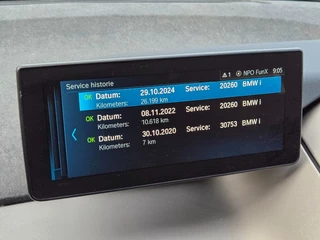 ⚠1 NPO FunX 9:05
Service historie
OK Datum: 29.10.2024 Service: 20260 BMW i
Kilometers: 26.199 km
OK Datum: 08.11.2022 Service: 20260 BMW i
Kilometers: 10.618 km
OK Datum: 30.10.2020 Service: 30753 BMW i
Kilometers: 7 km